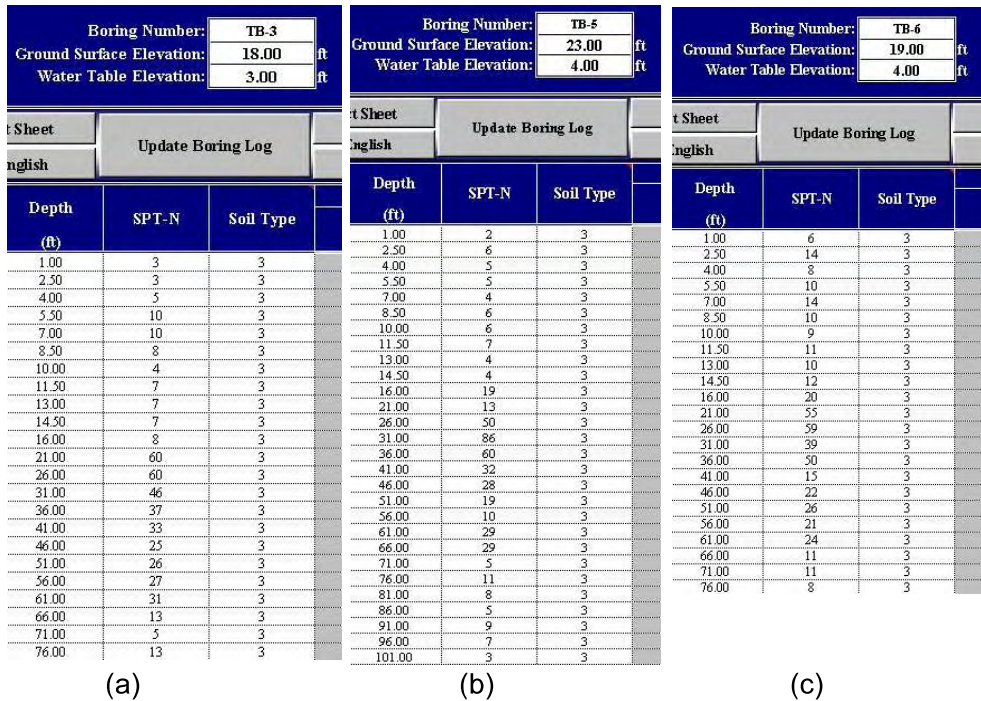 Boring Number: TB-3
Ground Surface Elevation: 18.00 ft
Water Table Elevation: 3.00 ft
t Sheet
Update Boring Log
nglish
Depth
(ft) SPT-N Soil Type
1.00 3 3
2.50 3 3
4.00 5 3
5.50 10 3
7.00 10 3
8.50 8 3
10.00 4 3
11.50 7 3
13.00 7 3
14.50 7 3
16.00 8 3
21.00 60 3
26.00 60 3
31.00 46 3
36.00 37 3
41.00 33 3
46.00 25 3
51.00 26 3
56.00 27 3
61.00 31 3
66.00 13 3
71.00 5 3
76.00 13 3
(a)
Boring Number: TB-5
Ground Surface Elevation: 23.00 ft
Water Table Elevation: 4.00 ft
t Sheet
Update Boring Log
nglish
Depth
(ft) SPT-N Soil Type
1.00 2 3
2.50 6 3
4.00 5 3
5.50 5 3
7.00 4 3
8.50 6 3
10.00 6 3
11.50 7 3
13.00 4 3
14.50 4 3
16.00 19 3
21.00 13 3
26.00 50 3
31.00 86 3
36.00 60 3
41.00 32 3
46.00 28 3
51.00 19 3
56.00 10 3
61.00 29 3
66.00 29 3
71.00 5 3
76.00 11 3
81.00 8 3
86.00 5 3
91.00 9 3
96.00 7 3
101.00 3 3
(b)
Boring Number: TB-6
Ground Surface Elevation: 19.00 ft
Water Table Elevation: 4.00 ft
t Sheet
Update Boring Log
nglish
Depth
(ft) SPT-N Soil Type
1.00 6 3
2.50 14 3
4.00 8 3
5.50 10 3
7.00 14 3
8.50 10 3
10.00 9 3
11.50 11 3
13.00 10 3
14.50 12 3
16.00 20 3
21.00 55 3
26.00 59 3
31.00 39 3
36.00 50 3
41.00 15 3
46.00 22 3
51.00 26 3
56.00 21 3
61.00 24 3
66.00 11 3
71.00 11 3
76.00 8 3
(c)